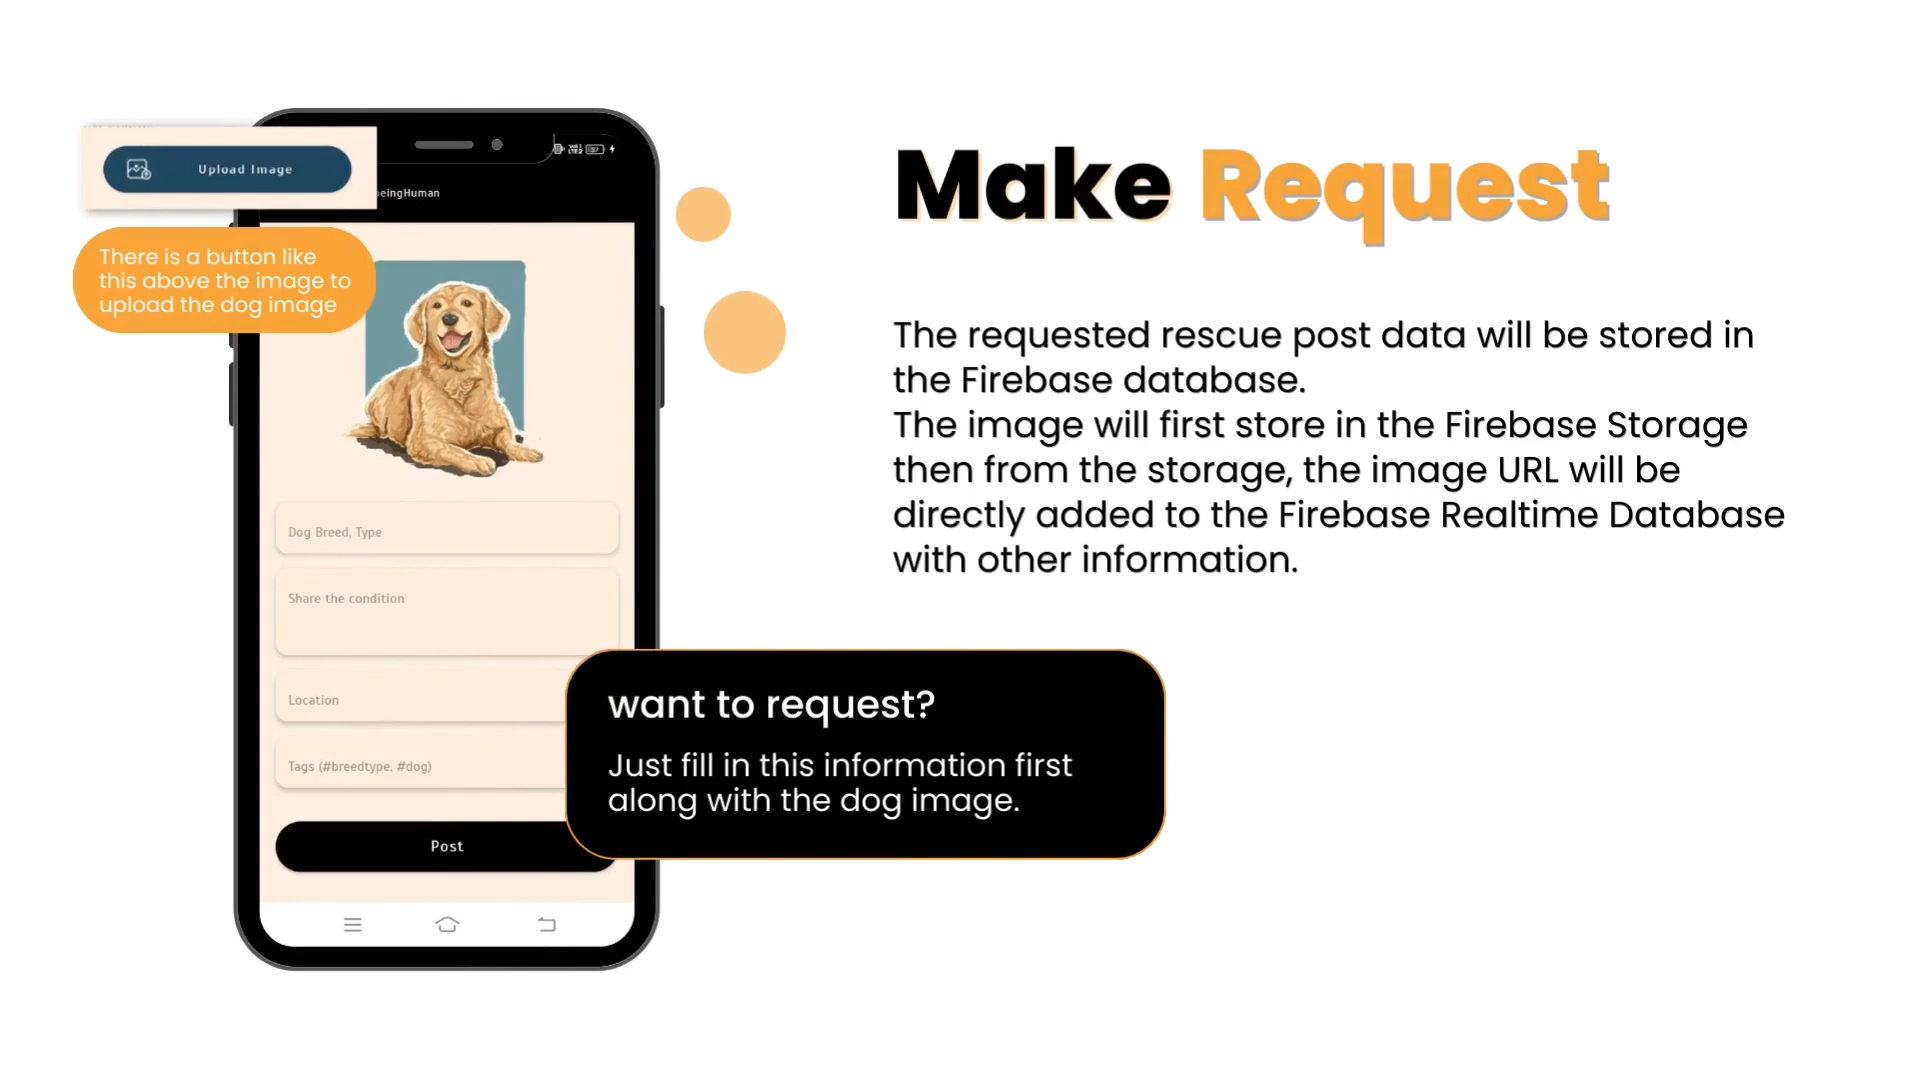 Upload Image
There is a button like
this above the image to
upload the dog image
Dog Breed, Type
Share the condition
Location
Tags (#breedtype, #dog)
Post
Make Request
The requested rescue post data will be stored in
the Firebase database.
The image will first store in the Firebase Storage
then from the storage, the image URL will be
directly added to the Firebase Realtime Database
with other information.
want to request?
Just fill in this information first
along with the dog image.